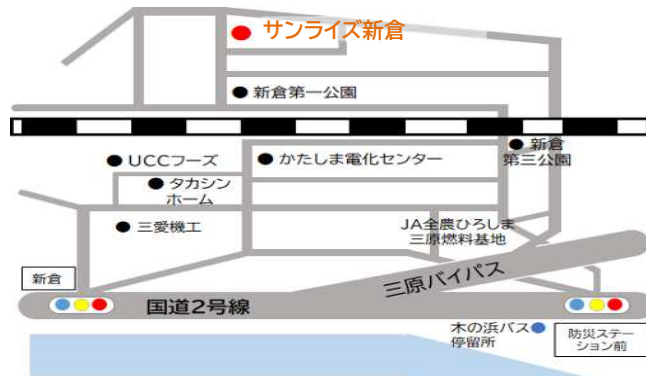 サンライズ新倉
新倉第一公園
新倉
第三公園
UCCフーズ
かたしま電化センター
タカシン
ホーム
三愛機工
JA全農ひろしま
三原燃料基地
新倉
三原バイパス
国道2号線
木の浜バス
停留所
防災ステー
ション前